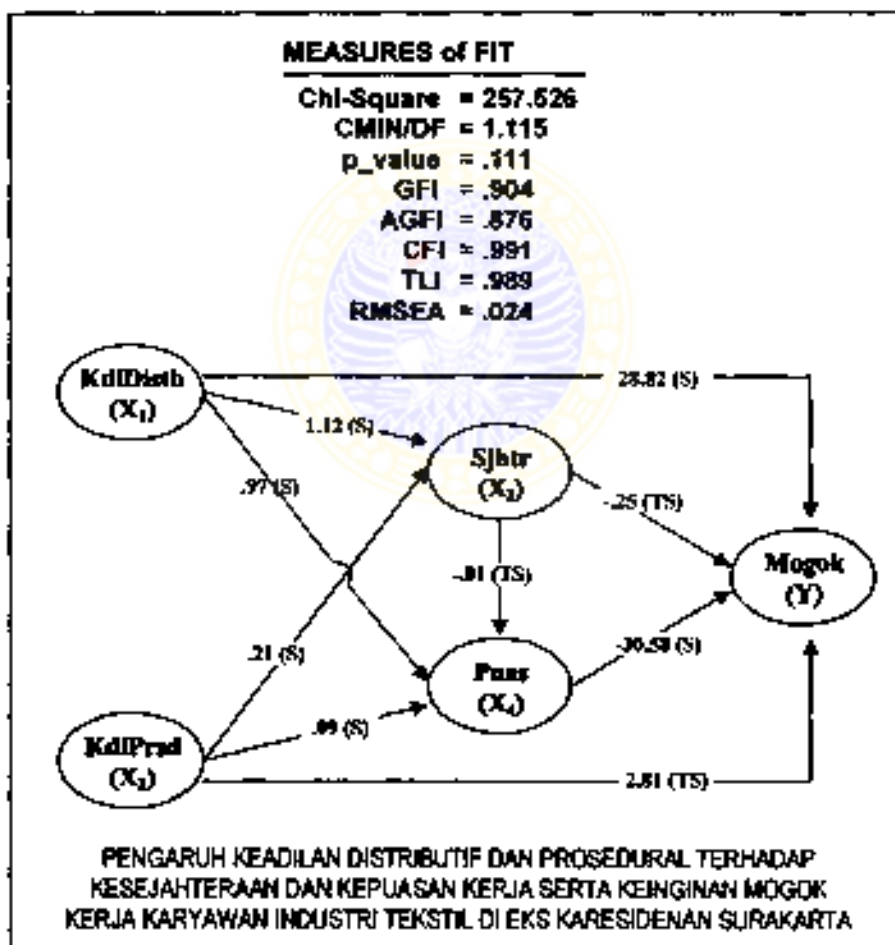 MEASURES of FIT
Chi-Square = 257.526
CMIN/DF = 1.115
p_value = .111
GFI = .904
AGFI = .876
CFI = .991
TLI = .989
RMSEA = .024
KdlDistb
(X₁)
28.82 (S)
1.12 (S)
Sjhtr
(X₃)
.97 (S)
-.25 (TS)
-.01 (TS)
Mogok
(Y)
.21 (S)
Puas
(X₄)
-30.58 (S)
.09 (S)
KdlPrsd
(X₂)
2.81 (TS)
PENGARUH KEADILAN DISTRIBUTIF DAN PROSEDURAL TERHADAP
KESEJAHTERAAN DAN KEPUASAN KERJA SERTA KEINGINAN MOGOK
KERJA KARYAWAN INDUSTRI TEKSTIL DI EKS KARESIDENAN SURAKARTA